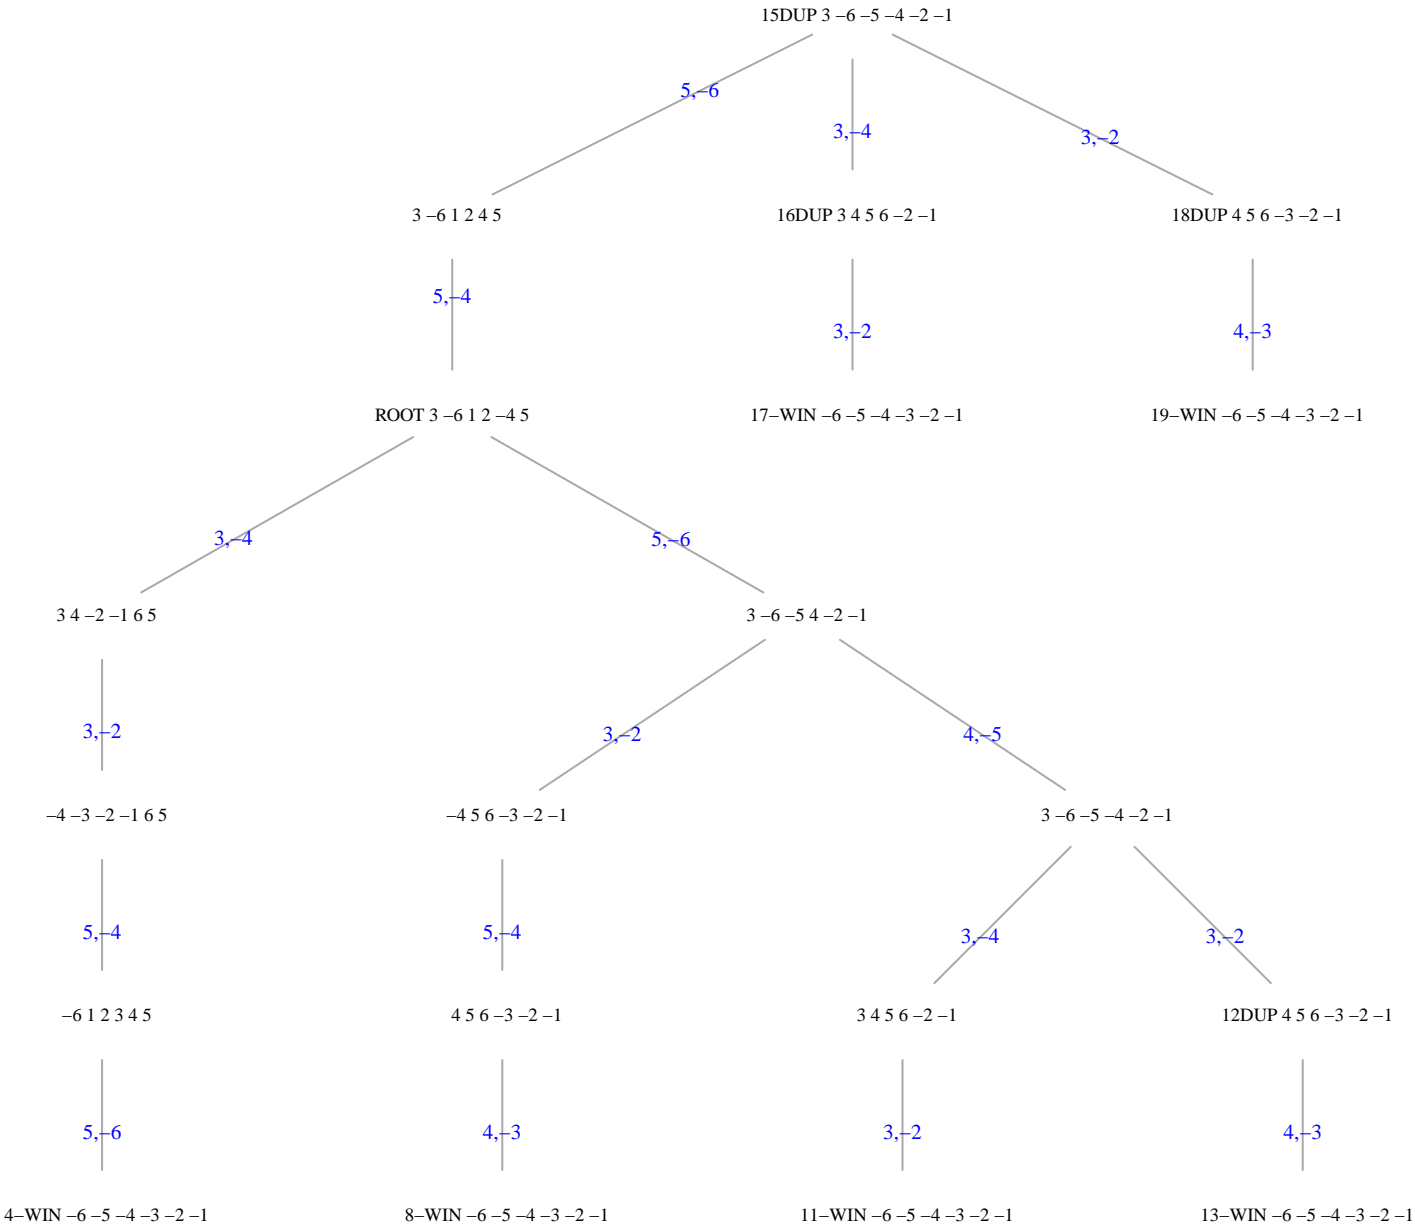 15DUP 3 –6 –5 –4 –2 –1
5,–6
3,–4
3,–2
3 –6 1 2 4 5
16DUP 3 4 5 6 –2 –1
18DUP 4 5 6 –3 –2 –1
5,–4
3,–2
4,–3
ROOT 3 –6 1 2 –4 5
17–WIN –6 –5 –4 –3 –2 –1
19–WIN –6 –5 –4 –3 –2 –1
3,–4
5,–6
3 4 –2 –1 6 5
3 –6 –5 4 –2 –1
3,–2
3,–2
4,–5
–4 –3 –2 –1 6 5
–4 5 6 –3 –2 –1
3 –6 –5 –4 –2 –1
5,–4
5,–4
3,–4
3,–2
–6 1 2 3 4 5
4 5 6 –3 –2 –1
3 4 5 6 –2 –1
12DUP 4 5 6 –3 –2 –1
5,–6
4,–3
3,–2
4,–3
4–WIN –6 –5 –4 –3 –2 –1
8–WIN –6 –5 –4 –3 –2 –1
11–WIN –6 –5 –4 –3 –2 –1
13–WIN –6 –5 –4 –3 –2 –1